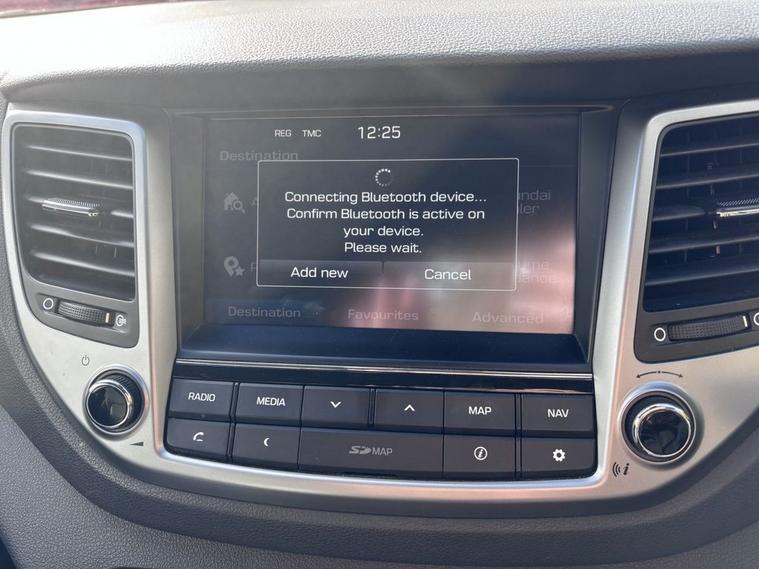 REG TMC 12:25
Destination
Connecting Bluetooth device...
Confirm Bluetooth is active on
your device.
Please wait.
Add new Cancel
Destination Favourites Advanced
RADIO MEDIA MAP NAV
SD MAP